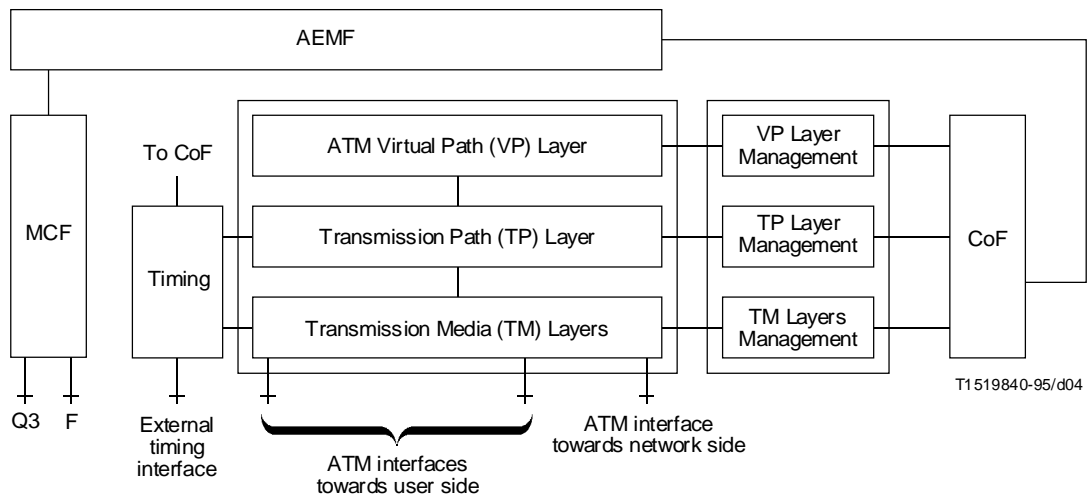 AEMF
MCF
To CoF
Timing
ATM Virtual Path (VP) Layer
Transmission Path (TP) Layer
Transmission Media (TM) Layers
VP Layer
Management
TP Layer
Management
TM Layers
Management
CoF
T1519840-95/d04
Q3
F
External
timing
interface
ATM interfaces
towards user side
ATM interface
towards network side